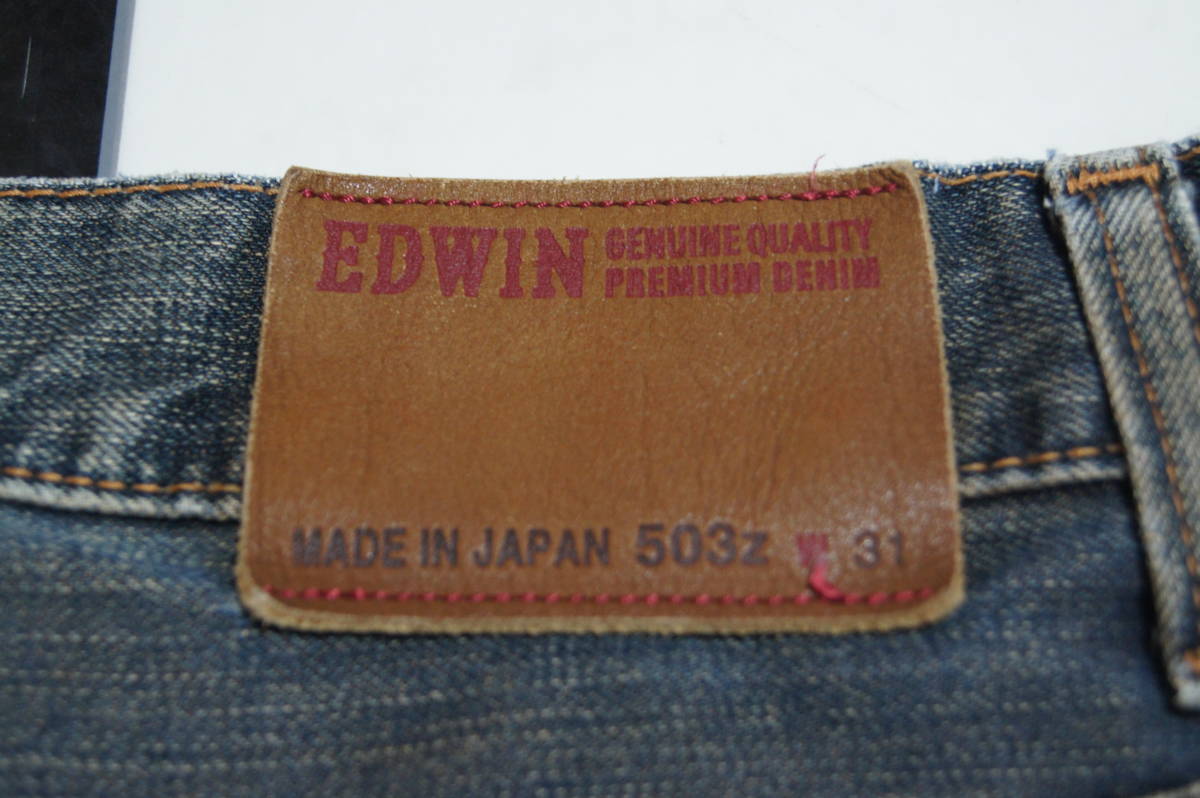 EDWIN GENUINE QUALITY
PREMIUM DENIM
MADE IN JAPAN 503z W 31